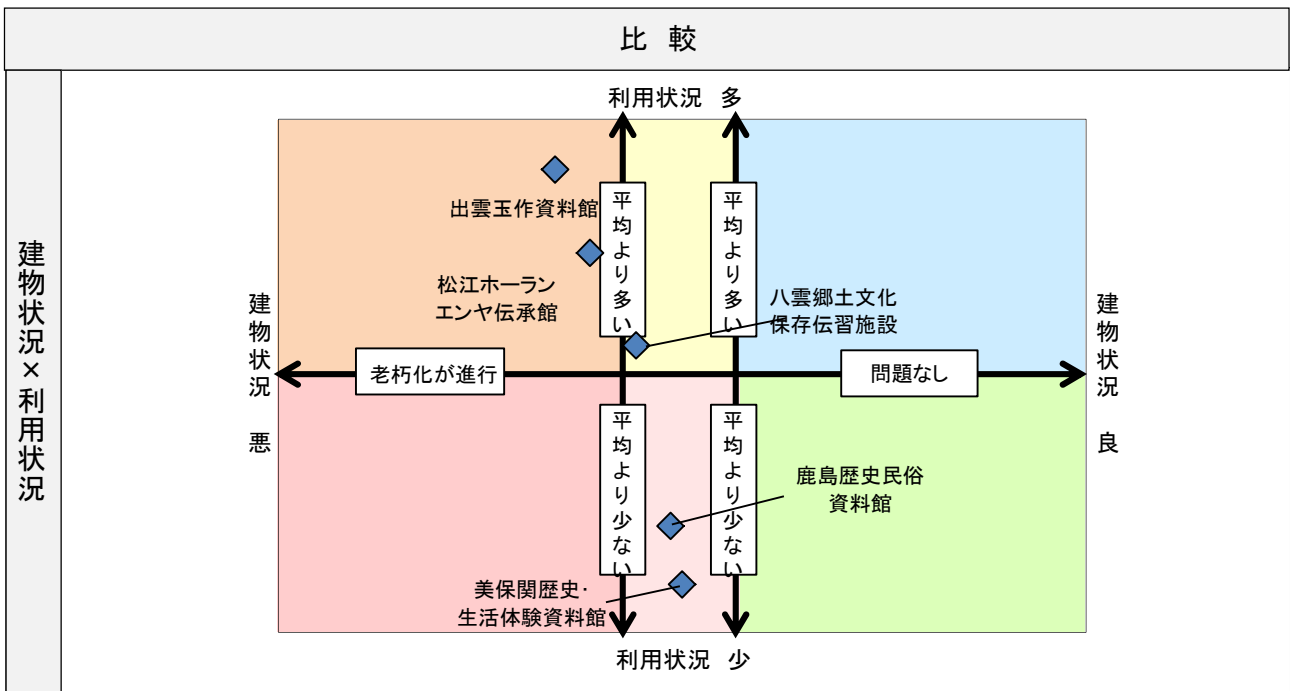 比 較
建物状況×利用状況
利用状況 多
出雲玉作資料館
松江ホーラン
エンヤ伝承館
平均より多い
平均より多い
八雲郷土文化
保存伝習施設
建物状況 悪
老朽化が進行
問題なし
建物状況 良
平均より少ない
平均より少ない
鹿島歴史民俗
資料館
美保関歴史・
生活体験資料館
利用状況 少